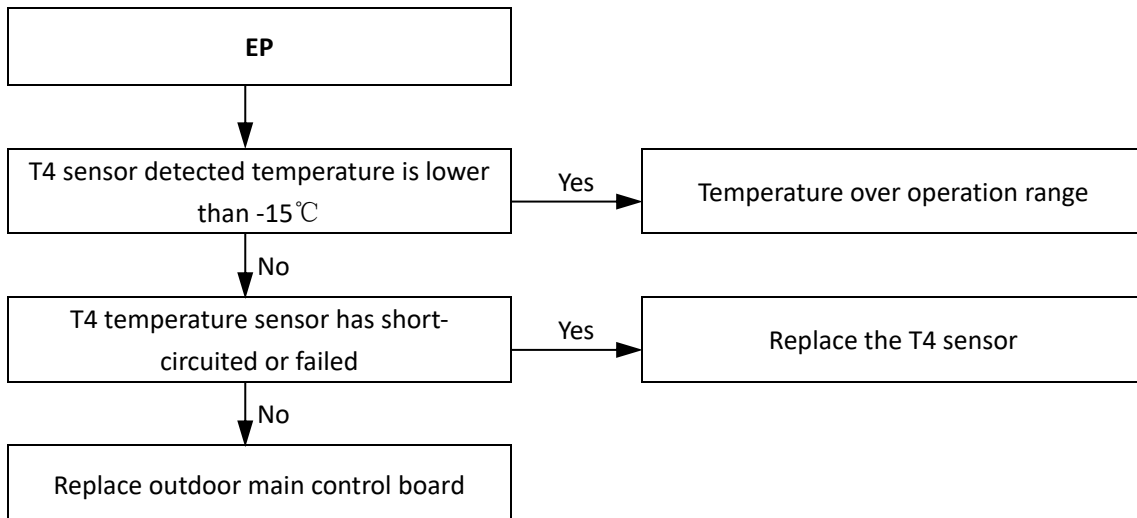 EP
T4 sensor detected temperature is lower
than -15℃
Yes
Temperature over operation range
No
T4 temperature sensor has short-
circuited or failed
Yes
Replace the T4 sensor
No
Replace outdoor main control board